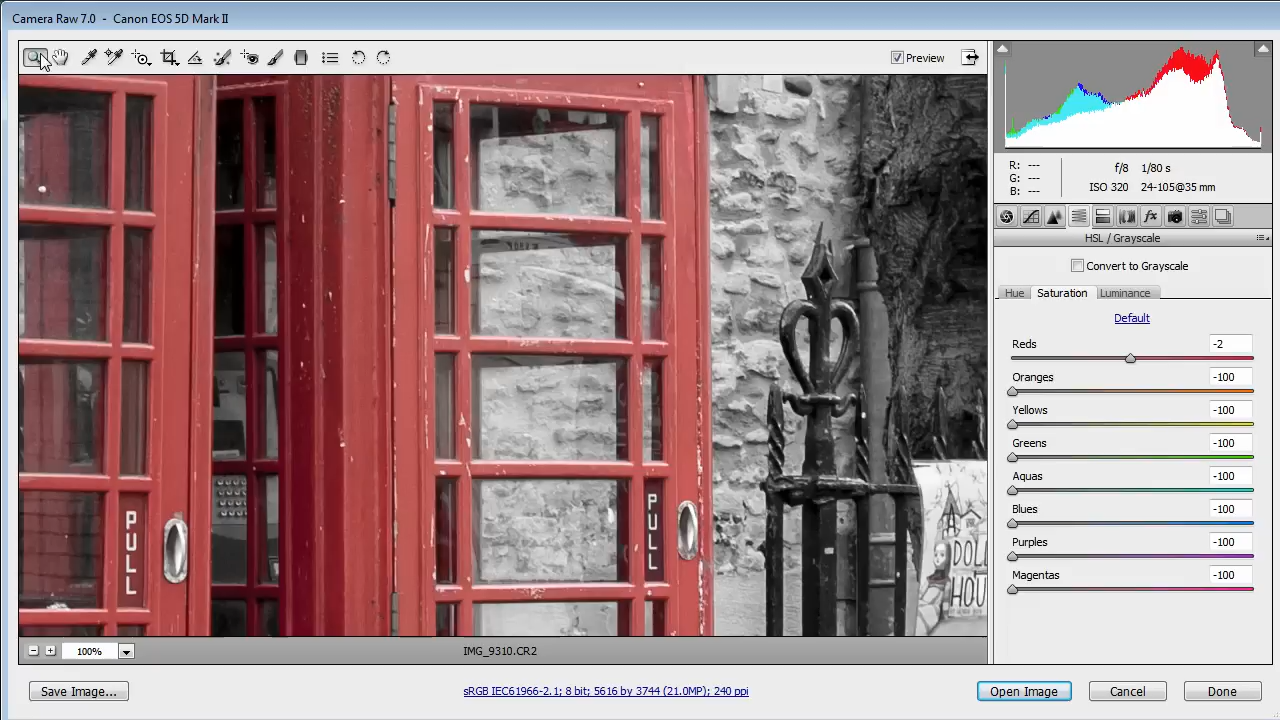 Camera Raw 7.0 - Canon EOS 5D Mark II
Preview
R: ---
G: ---
B: ---
f/8 1/80 s
ISO 320 24-105@35 mm
HSL / Grayscale
Convert to Grayscale
Hue Saturation Luminance
Default
Reds -2
Oranges -100
Yellows -100
Greens -100
Aquas -100
Blues -100
Purples -100
Magentas -100
PULL
PULL
A
DOLL
HOU
100%
IMG_9310.CR2
Save Image...
sRGB IEC61966-2.1; 8 bit; 5616 by 3744 (21.0MP); 240 ppi
Open Image
Cancel
Done